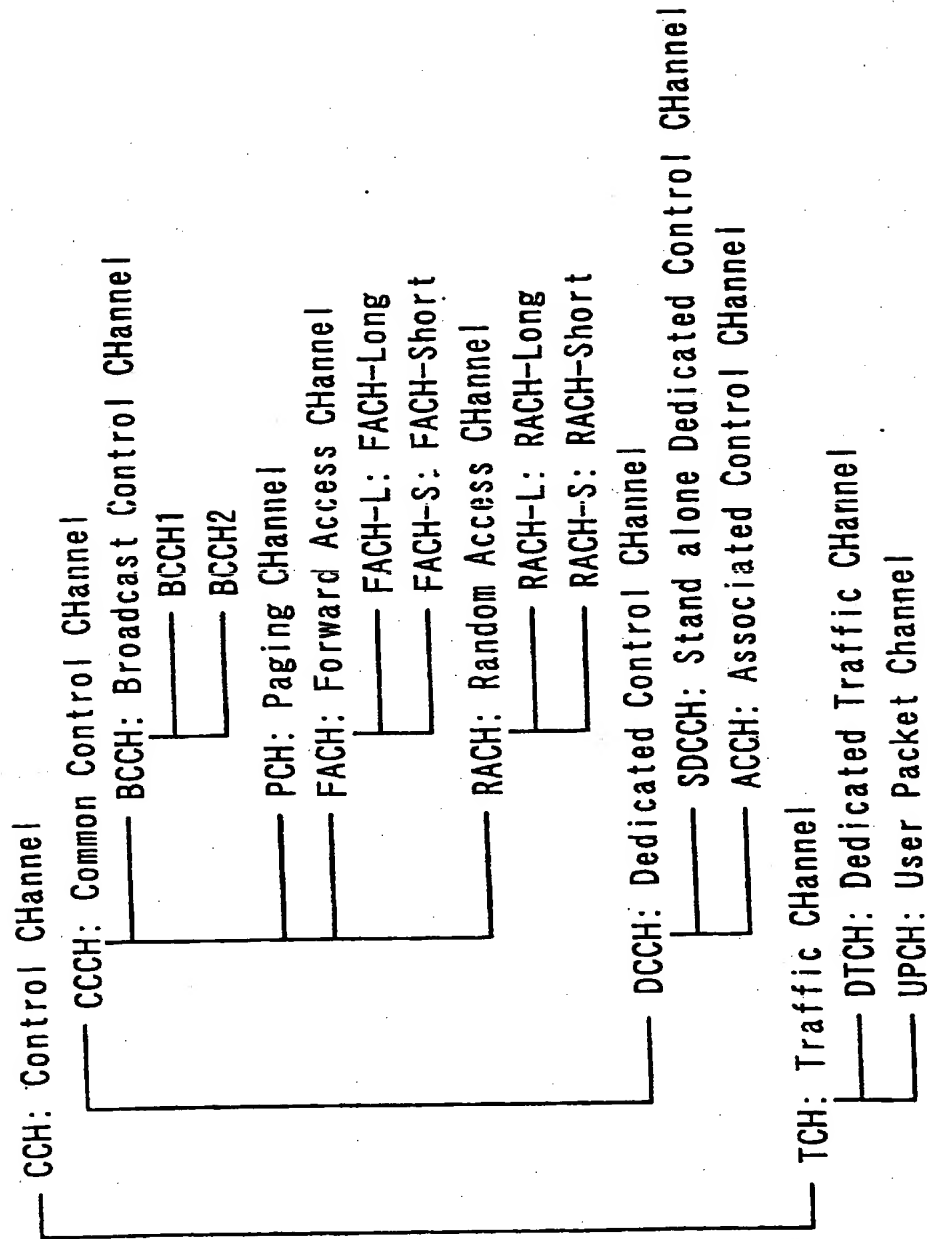 CCH: Control CHannel
CCCH: Common Control CHannel
BCCH: Broadcast Control CHannel
BCCH1
BCCH2
PCH: Paging CHannel
FACH: Forward Access CHannel
FACH-L: FACH-Long
FACH-S: FACH-Short
RACH: Random Access CHannel
RACH-L: RACH-Long
RACH-S: RACH-Short
DCCH: Dedicated Control CHannel
SDCCH: Stand alone Dedicated Control CHannel
ACCH: Associated Control CHannel
TCH: Traffic CHannel
DTCH: Dedicated Traffic CHannel
UPCH: User Packet Channel